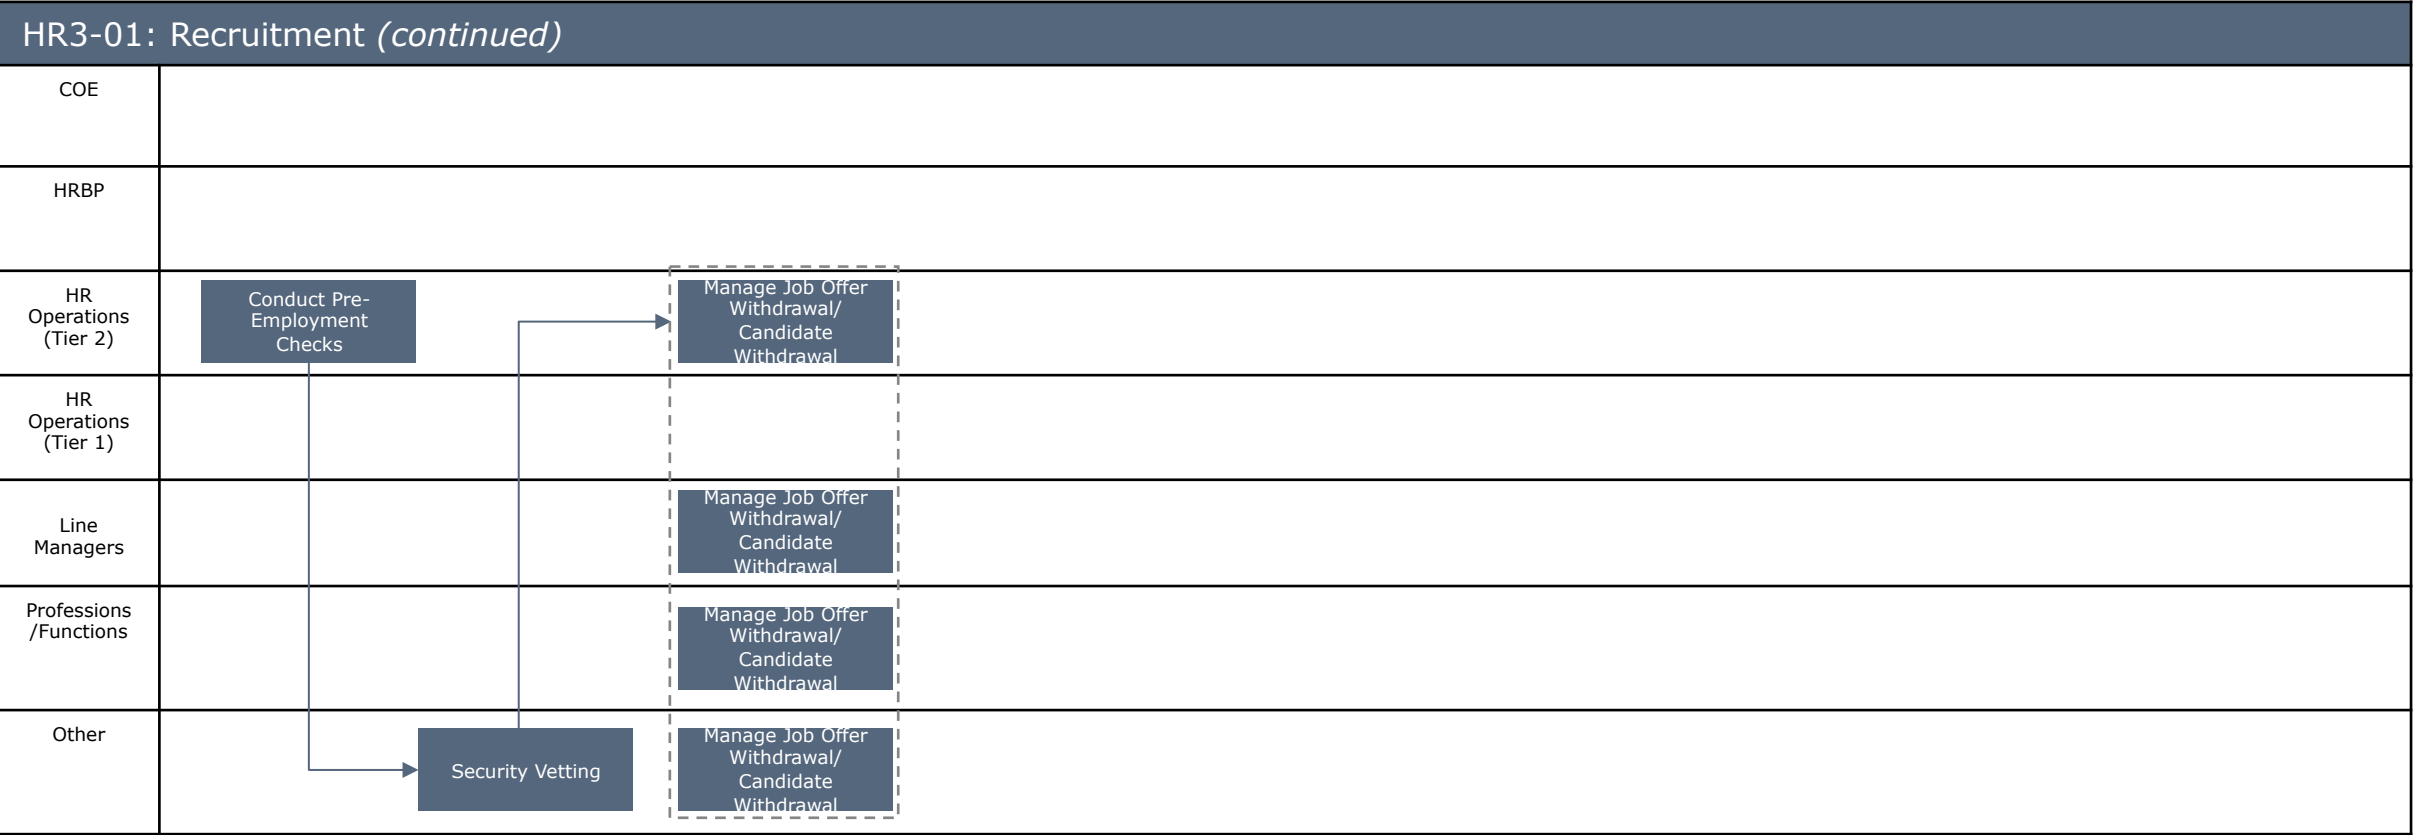 HR3-01: Recruitment (continued)
COE
HRBP
HR
Operations
(Tier 2)
Conduct Pre-
Employment
Checks
Manage Job Offer
Withdrawal/
Candidate
Withdrawal
HR
Operations
(Tier 1)
Line
Managers
Manage Job Offer
Withdrawal/
Candidate
Withdrawal
Professions
/Functions
Manage Job Offer
Withdrawal/
Candidate
Withdrawal
Other
Security Vetting
Manage Job Offer
Withdrawal/
Candidate
Withdrawal